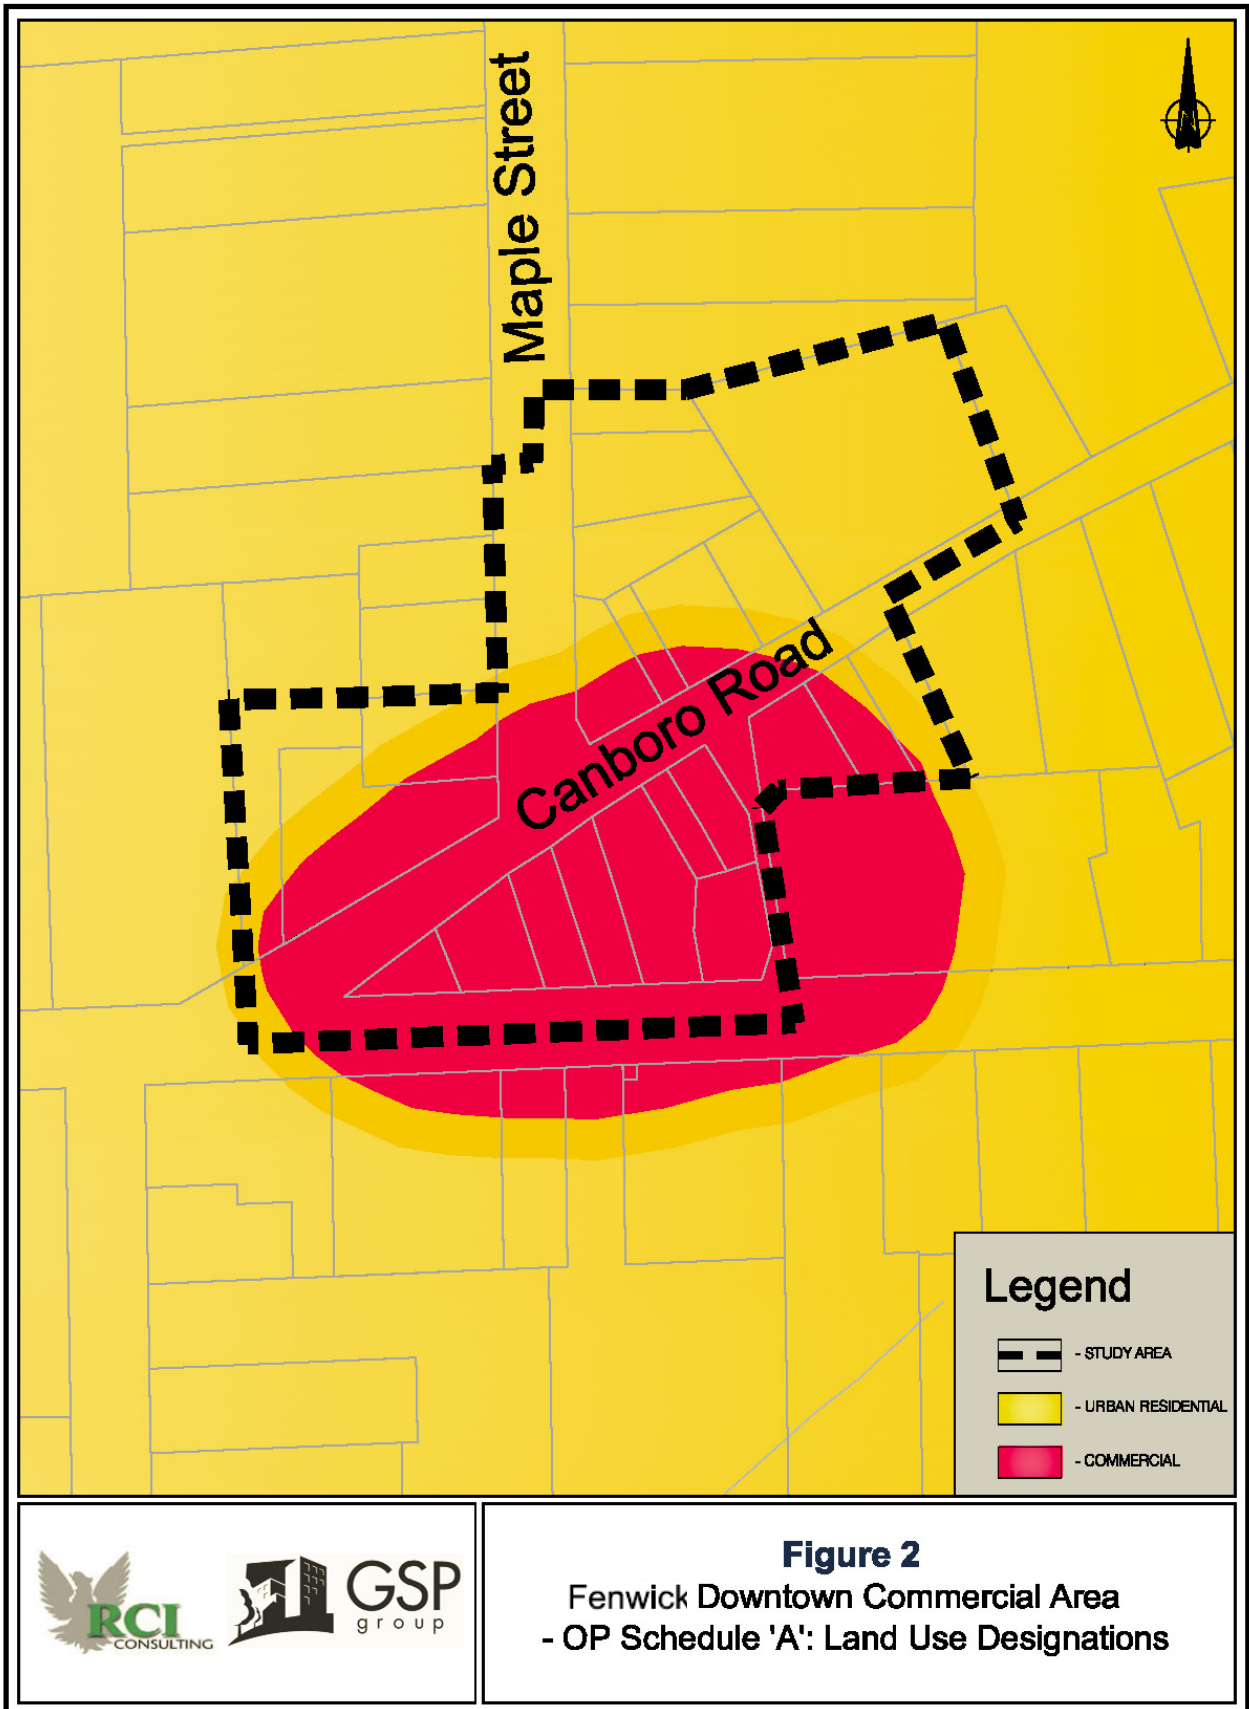 Maple Street
Canboro Road
Legend
- STUDY AREA
- URBAN RESIDENTIAL
- COMMERCIAL
RCI
CONSULTING
GSP
group
Figure 2
Fenwick Downtown Commercial Area
- OP Schedule 'A': Land Use Designations